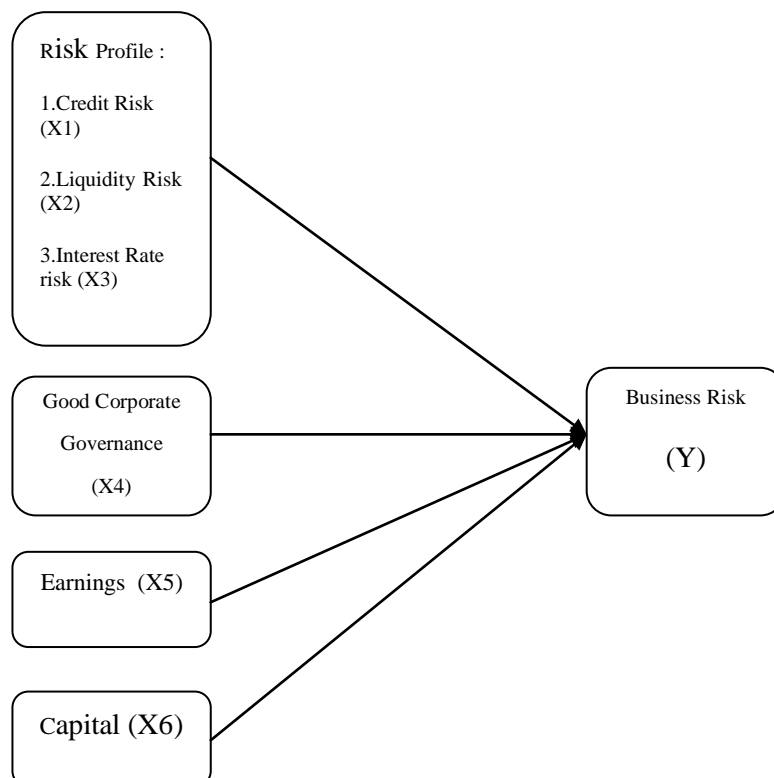 Risk Profile :
1.Credit Risk
(X1)
2.Liquidity Risk
(X2)
3.Interest Rate
risk (X3)
Good Corporate
Governance
(X4)
Business Risk
(Y)
Earnings (X5)
Capital (X6)